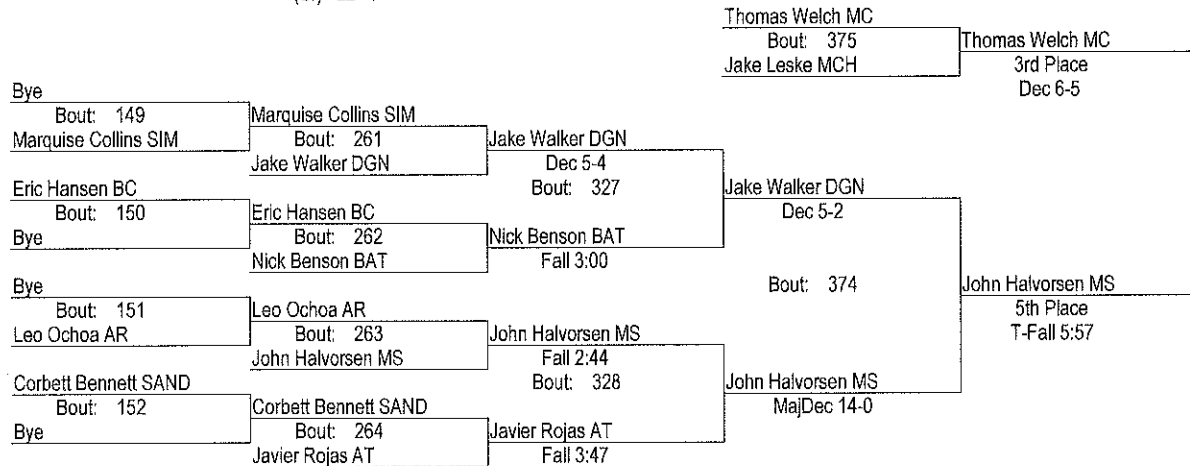 Thomas Welch MC
Bout: 375
Jake Leske MCH
Thomas Welch MC
3rd Place
Dec 6-5
Bye
Bout: 149
Marquise Collins SIM
Eric Hansen BC
Bout: 150
Bye
Bye
Bout: 151
Leo Ochoa AR
Corbett Bennett SAND
Bout: 152
Bye
Marquise Collins SIM
Bout: 261
Jake Walker DGN
Eric Hansen BC
Bout: 262
Nick Benson BAT
Leo Ochoa AR
Bout: 263
John Halvorsen MS
Corbett Bennett SAND
Bout: 264
Javier Rojas AT
Jake Walker DGN
Dec 5-4
Bout: 327
Nick Benson BAT
Fall 3:00
John Halvorsen MS
Fall 2:44
Bout: 328
Javier Rojas AT
Fall 3:47
Jake Walker DGN
Dec 5-2
Bout: 374
John Halvorsen MS
MajDec 14-0
John Halvorsen MS
5th Place
T-Fall 5:57